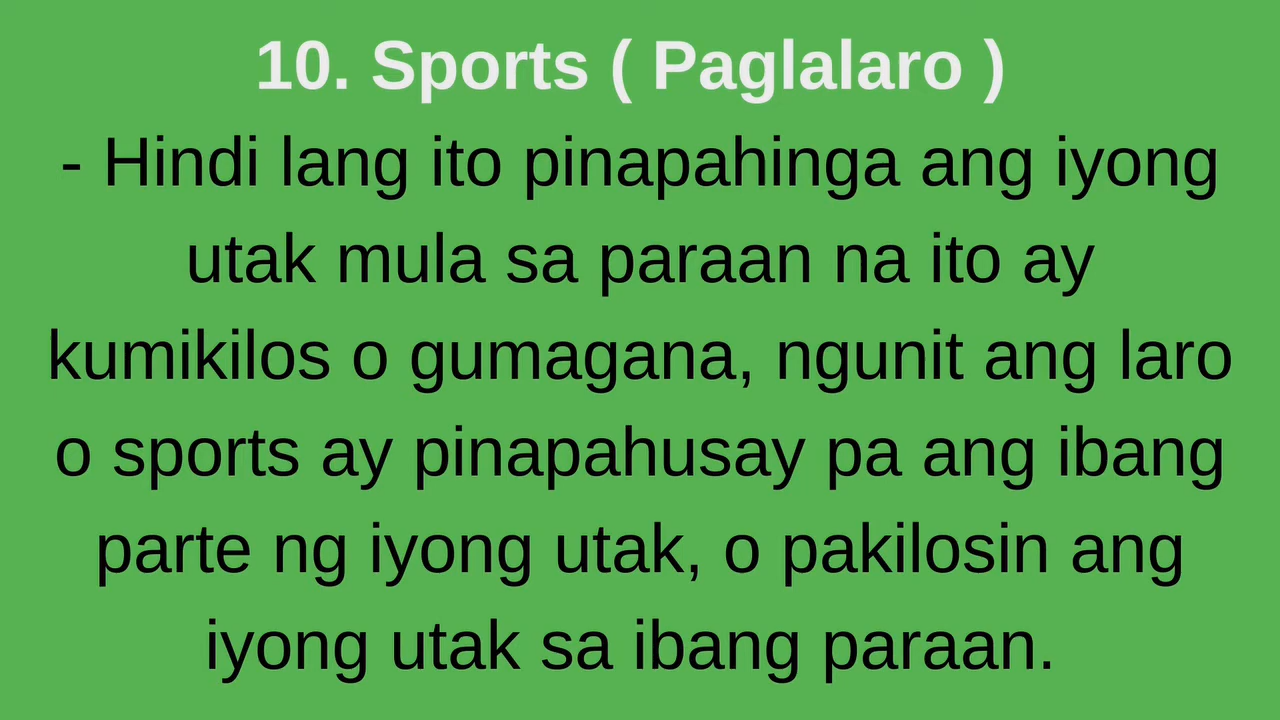 10. Sports ( Paglalaro )
- Hindi lang ito pinapahinga ang iyong
utak mula sa paraan na ito ay
kumikilos o gumagana, ngunit ang laro
o sports ay pinapahusay pa ang ibang
parte ng iyong utak, o pakilosin ang
iyong utak sa ibang paraan.